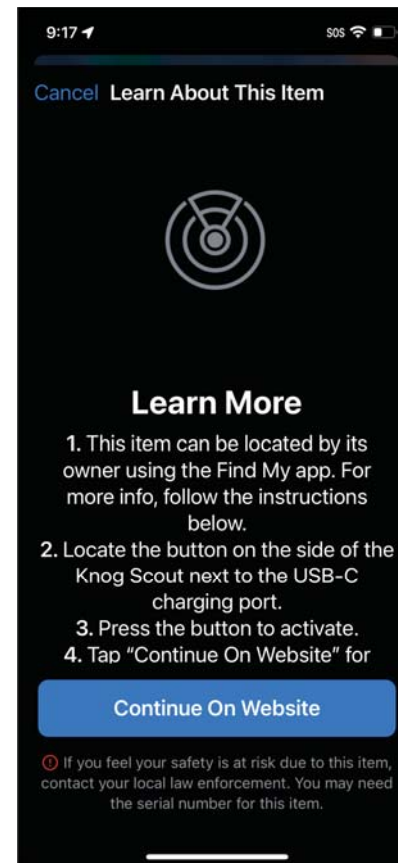 9:17 SOS
Cancel Learn About This Item
Learn More
1. This item can be located by its
owner using the Find My app. For
more info, follow the instructions
below.
2. Locate the button on the side of the
Knog Scout next to the USB-C
charging port.
3. Press the button to activate.
4. Tap “Continue On Website” for
Continue On Website
If you feel your safety is at risk due to this item,
contact your local law enforcement. You may need
the serial number for this item.